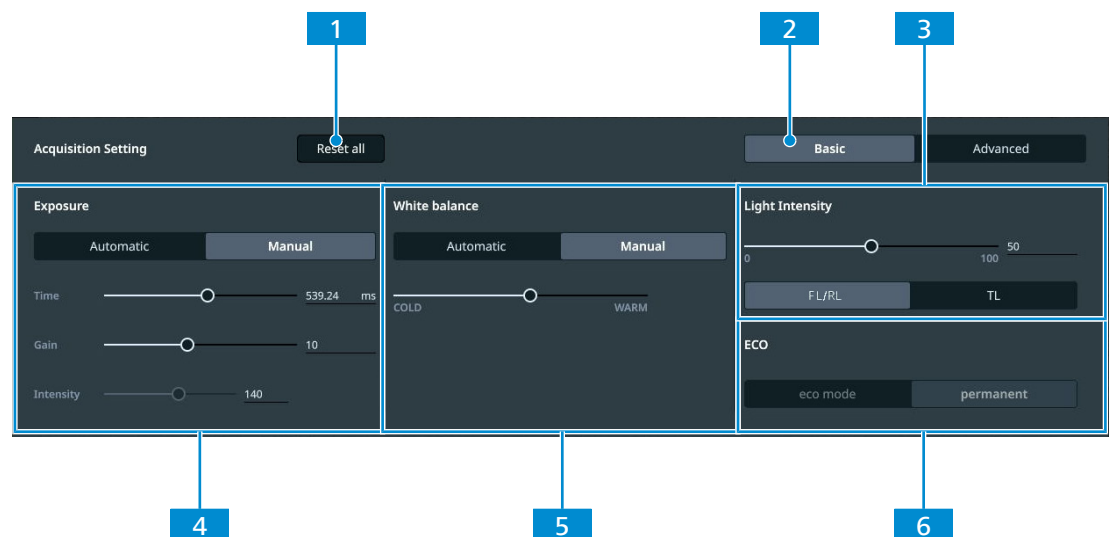 1
2
3
Acquisition Setting
Reset all
Basic
Advanced
Exposure
Automatic
Manual
Time
539.24 ms
Gain
10
Intensity
140
White balance
Automatic
Manual
COLD
WARM
Light Intensity
50
0
100
FL/RL
TL
ECO
eco mode
permanent
4
5
6